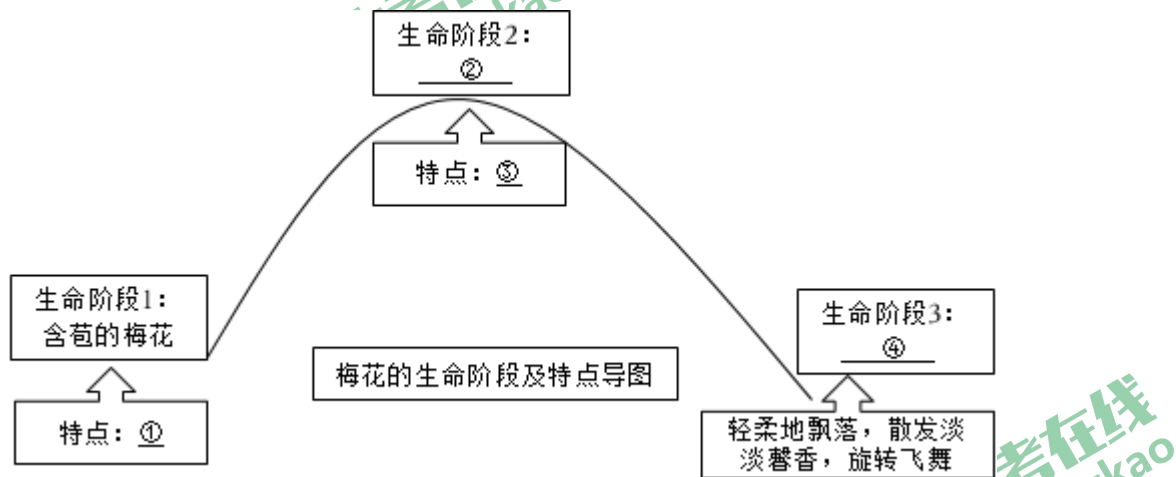 生命阶段2：
②
特点：③
生命阶段1：
含苞的梅花
特点：①
梅花的生命阶段及特点导图
生命阶段3：
④
轻柔地飘落，散发淡
淡馨香，旋转飞舞